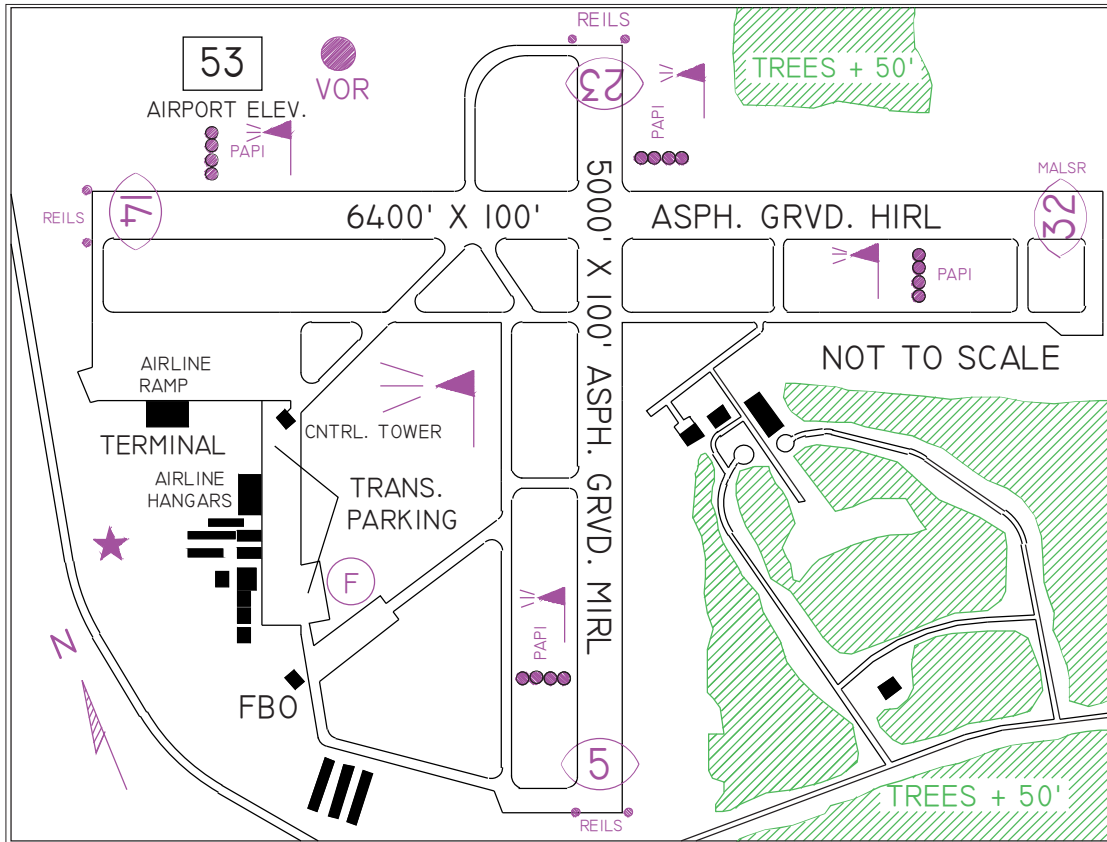 REILS
53
VOR
23
TREES + 50'
AIRPORT ELEV.
PAPI
PAPI
MALSR
14
REILS
6400' X 100'
ASPH. GRVD. HIRL
32
5000' X 100' ASPH. GRVD. MIRL
PAPI
NOT TO SCALE
AIRLINE
RAMP
TERMINAL
CNTRL. TOWER
AIRLINE
HANGARS
TRANS.
PARKING
F
N
PAPI
FBO
5
TREES + 50'
REILS